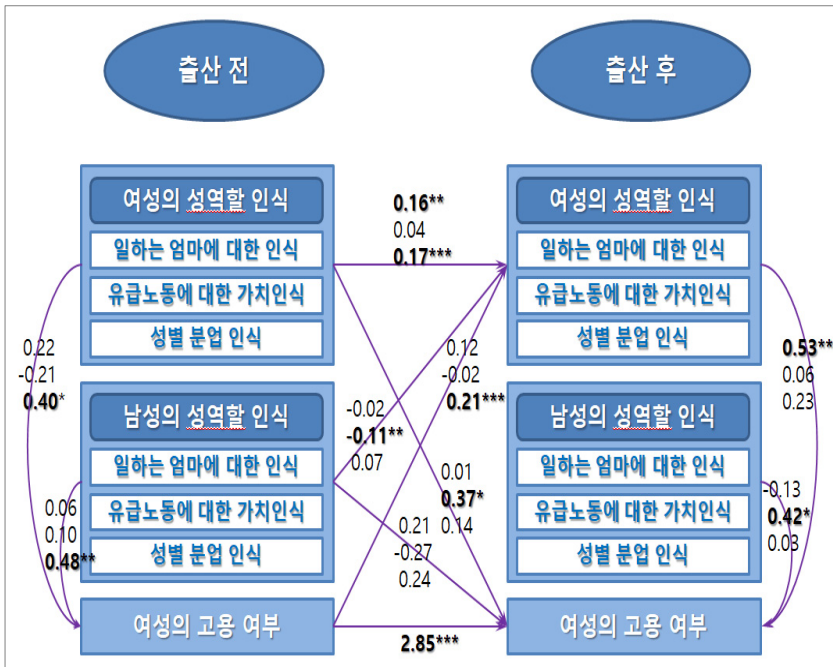 출산 전
출산 후
여성의 성역할 인식
일하는 엄마에 대한 인식
유급노동에 대한 가치인식
성별 분업 인식
0.16**
0.04
0.17***
여성의 성역할 인식
일하는 엄마에 대한 인식
유급노동에 대한 가치인식
성별 분업 인식
0.22
-0.21
0.40*
0.12
-0.02
0.21***
0.53**
0.06
0.23
남성의 성역할 인식
일하는 엄마에 대한 인식
유급노동에 대한 가치인식
성별 분업 인식
-0.02
-0.11**
0.07
남성의 성역할 인식
일하는 엄마에 대한 인식
유급노동에 대한 가치인식
성별 분업 인식
0.06
0.10
0.48**
0.01
0.37*
0.14
0.21
-0.27
0.24
-0.13
0.42*
0.03
여성의 고용 여부
2.85***
여성의 고용 여부